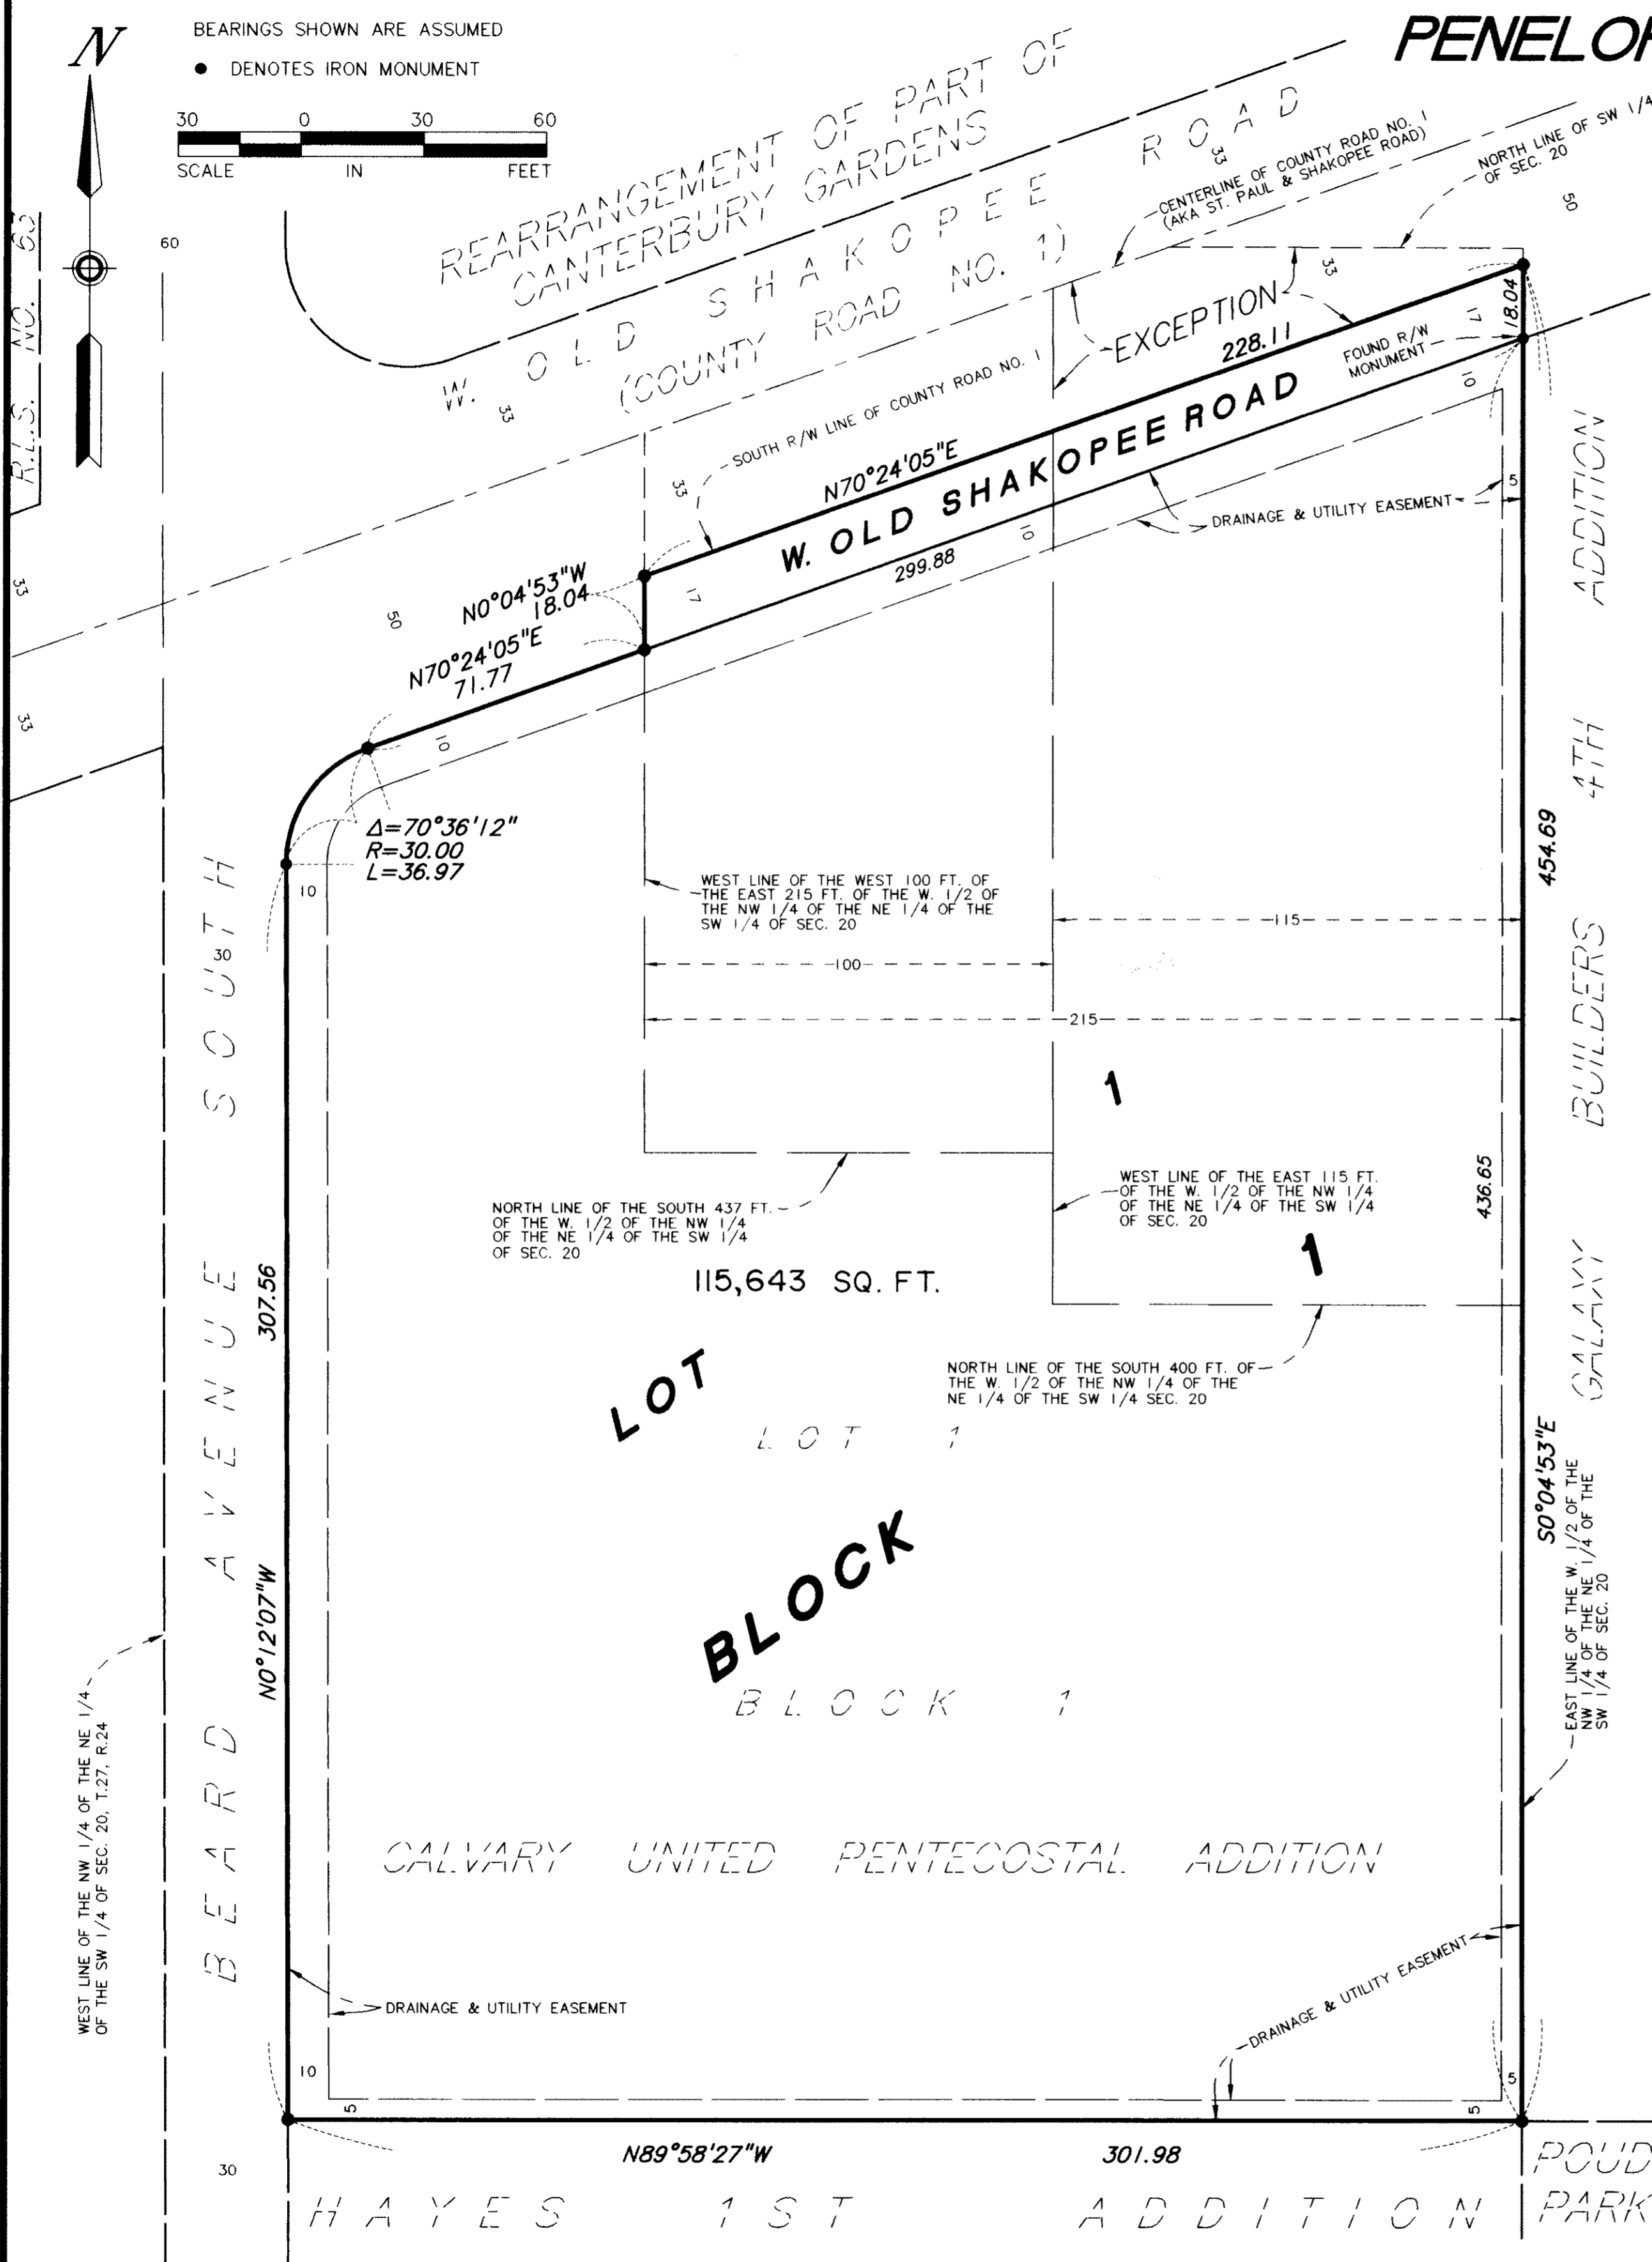 BEARINGS SHOWN ARE ASSUMED
● DENOTES IRON MONUMENT
N
30 0 30 60
SCALE IN FEET
R.L.S. NO.
60
REARRANGEMENT OF PART OF
CANTERBURY GARDENS
W. OLD SHAKOPEE ROAD
(COUNTY ROAD NO. 1)
33
33
CENTERLINE OF COUNTY ROAD NO. 1
(AKA ST. PAUL & SHAKOPEE ROAD)
NORTH LINE OF SW 1/4
OF SEC. 20
50
33
EXCEPTION
SOUTH R/W LINE OF COUNTY ROAD NO. 1
33
228.11
N70°24'05"E
FOUND R/W
MONUMENT
17
18.04
10
W. OLD SHAKOPEE ROAD
299.88
10
17
DRAINAGE & UTILITY EASEMENT
5
N0°04'53"W
18.04
50
N70°24'05"E
71.77
10
33
33
Δ=70°36'12"
R=30.00
L=36.97
10
WEST LINE OF THE WEST 100 FT. OF
THE EAST 215 FT. OF THE W. 1/2 OF
THE NW 1/4 OF THE NE 1/4 OF THE
SW 1/4 OF SEC. 20
115
100
215
30
BEARD AVENUE SOUTH
GALAXY BUILDERS 4TH ADDITION
454.69
436.65
S0°04'53"E
307.56
N0°12'07"W
1
WEST LINE OF THE EAST 115 FT.
OF THE W. 1/2 OF THE NW 1/4
OF THE NE 1/4 OF THE SW 1/4
OF SEC. 20
NORTH LINE OF THE SOUTH 437 FT.
OF THE W. 1/2 OF THE NW 1/4
OF THE NE 1/4 OF THE SW 1/4
OF SEC. 20
115,643 SQ. FT.
1
NORTH LINE OF THE SOUTH 400 FT. OF
THE W. 1/2 OF THE NW 1/4 OF THE
NE 1/4 OF THE SW 1/4 SEC. 20
LOT
LOT 1
BLOCK
BLOCK 1
EAST LINE OF THE W. 1/2 OF THE
NW 1/4 OF THE NE 1/4 OF THE
SW 1/4 OF SEC. 20
WEST LINE OF THE NW 1/4 OF THE NE 1/4
OF THE SW 1/4 OF SEC. 20, T.27, R.24
CALVARY UNITED PENTECOSTAL ADDITION
DRAINAGE & UTILITY EASEMENT
DRAINAGE & UTILITY EASEMENT
10
5
5
5
N89°58'27"W 301.98
30
HAYES 1ST ADDITION
PARK